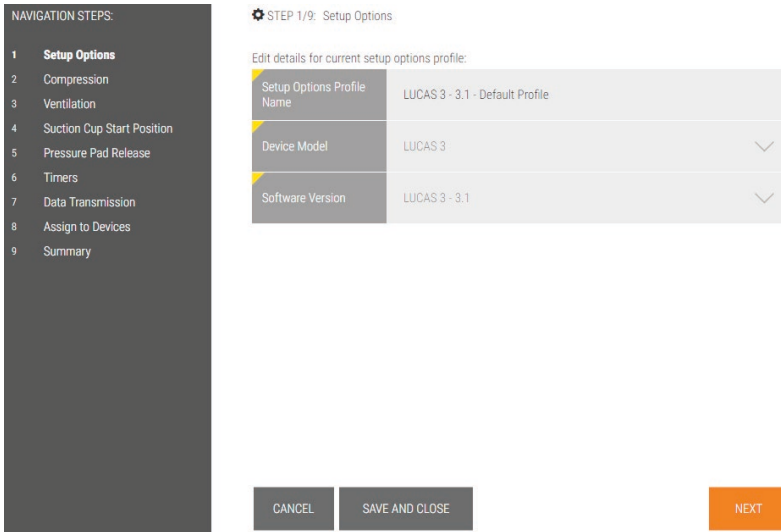 NAVIGATION STEPS:
1 Setup Options
2 Compression
3 Ventilation
4 Suction Cup Start Position
5 Pressure Pad Release
6 Timers
7 Data Transmission
8 Assign to Devices
9 Summary
STEP 1/9: Setup Options
Edit details for current setup options profile:
Setup Options Profile
Name
LUCAS 3 - 3.1 - Default Profile
Device Model
LUCAS 3
Software Version
LUCAS 3 - 3.1
CANCEL
SAVE AND CLOSE
NEXT